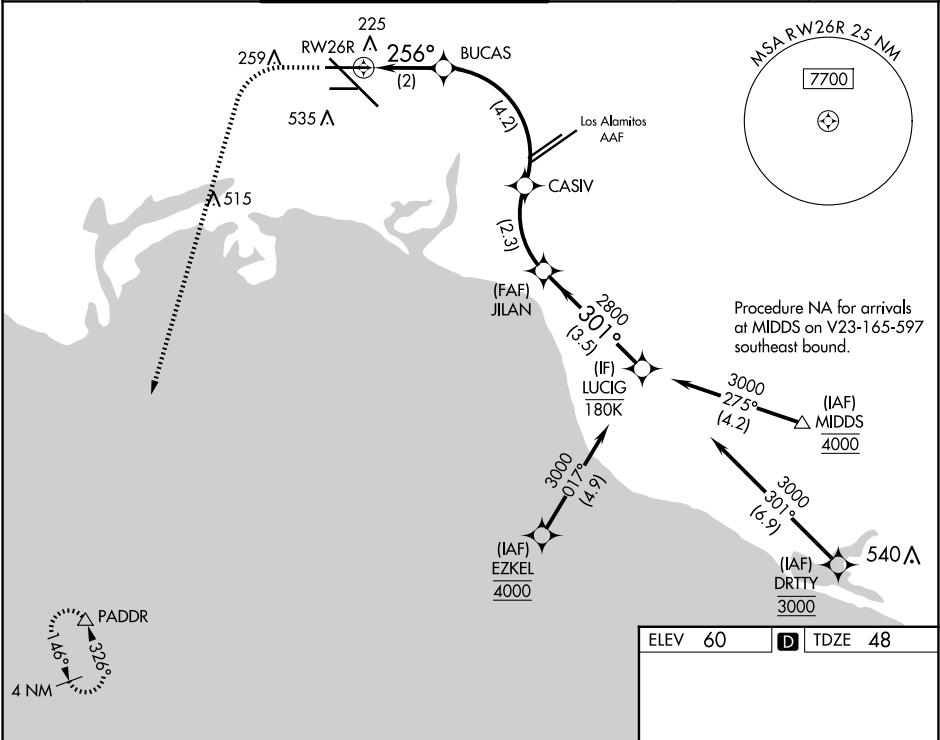 225
RW26R
259
256°
(2)
BUCAS
MSA RW26R 25 NM
7700
535
(4.2)
Los Alamitos
AAF
CASIV
515
(2.3)
(FAF)
JILAN
2800
301°
(3.5)
Procedure NA for arrivals
at MIDDS on V23-165-597
southeast bound.
(IF)
LUCIG
180K
3000
275°
(4.2)
(IAF)
MIDDS
4000
3000
017°
(4.9)
3000
301°
(6.9)
(IAF)
EZKEL
4000
(IAF)
DRTTY
3000
540
PADDR
146°
326°
4 NM
ELEV 60 D TDZE 48